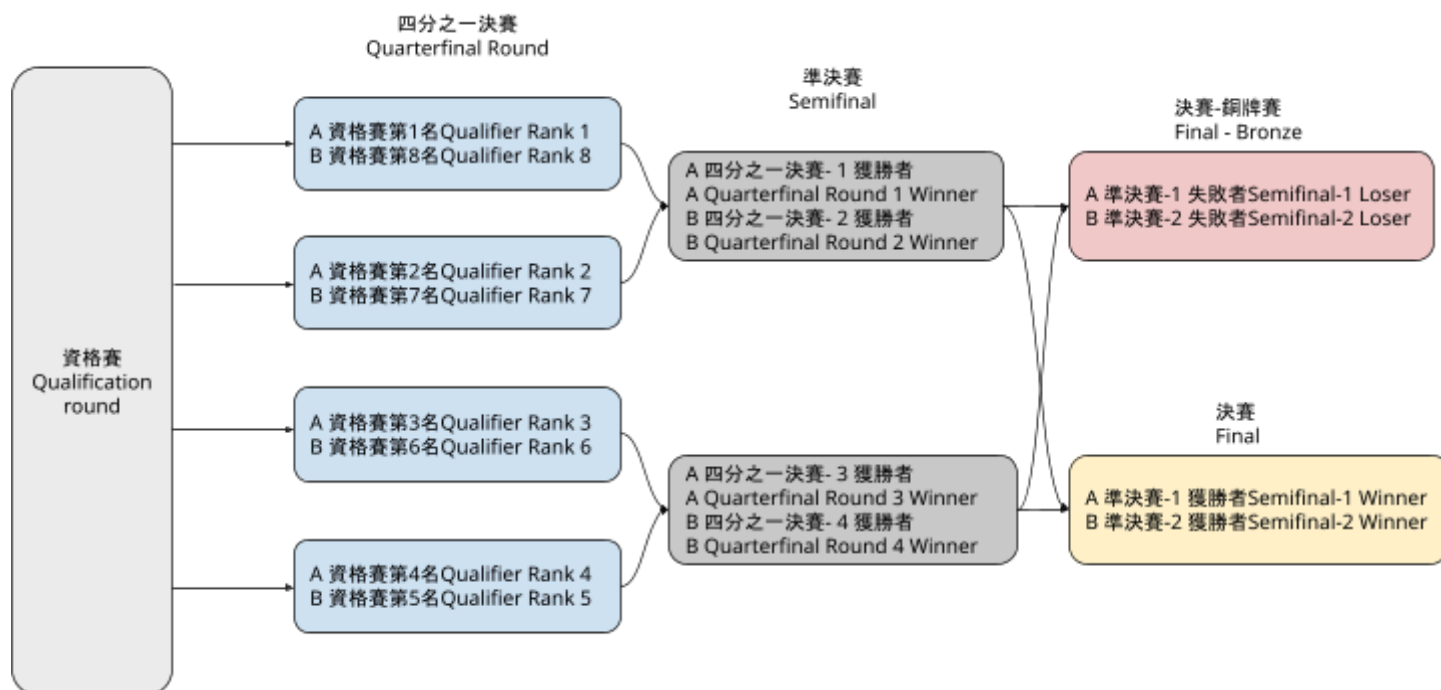 四分之一決賽
Quarterfinal Round
準決賽
Semifinal
決賽-銅牌賽
Final - Bronze
資格賽
Qualification
round
A 資格賽第1名Qualifier Rank 1
B 資格賽第8名Qualifier Rank 8
A 資格賽第2名Qualifier Rank 2
B 資格賽第7名Qualifier Rank 7
A 資格賽第3名Qualifier Rank 3
B 資格賽第6名Qualifier Rank 6
A 資格賽第4名Qualifier Rank 4
B 資格賽第5名Qualifier Rank 5
A 四分之一決賽- 1 獲勝者
A Quarterfinal Round 1 Winner
B 四分之一決賽- 2 獲勝者
B Quarterfinal Round 2 Winner
A 四分之一決賽- 3 獲勝者
A Quarterfinal Round 3 Winner
B 四分之一決賽- 4 獲勝者
B Quarterfinal Round 4 Winner
A 準決賽-1 失敗者Semifinal-1 Loser
B 準決賽-2 失敗者Semifinal-2 Loser
決賽
Final
A 準決賽-1 獲勝者Semifinal-1 Winner
B 準決賽-2 獲勝者Semifinal-2 Winner